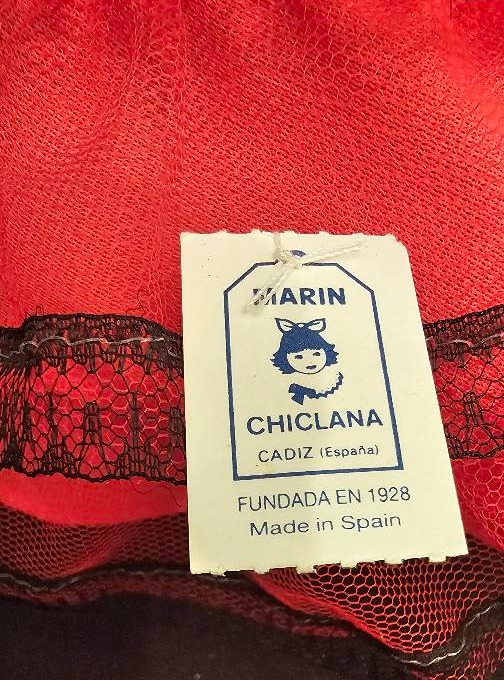 MARIN
CHICLANA
CADIZ (España)
FUNDADA EN 1928
Made in Spain